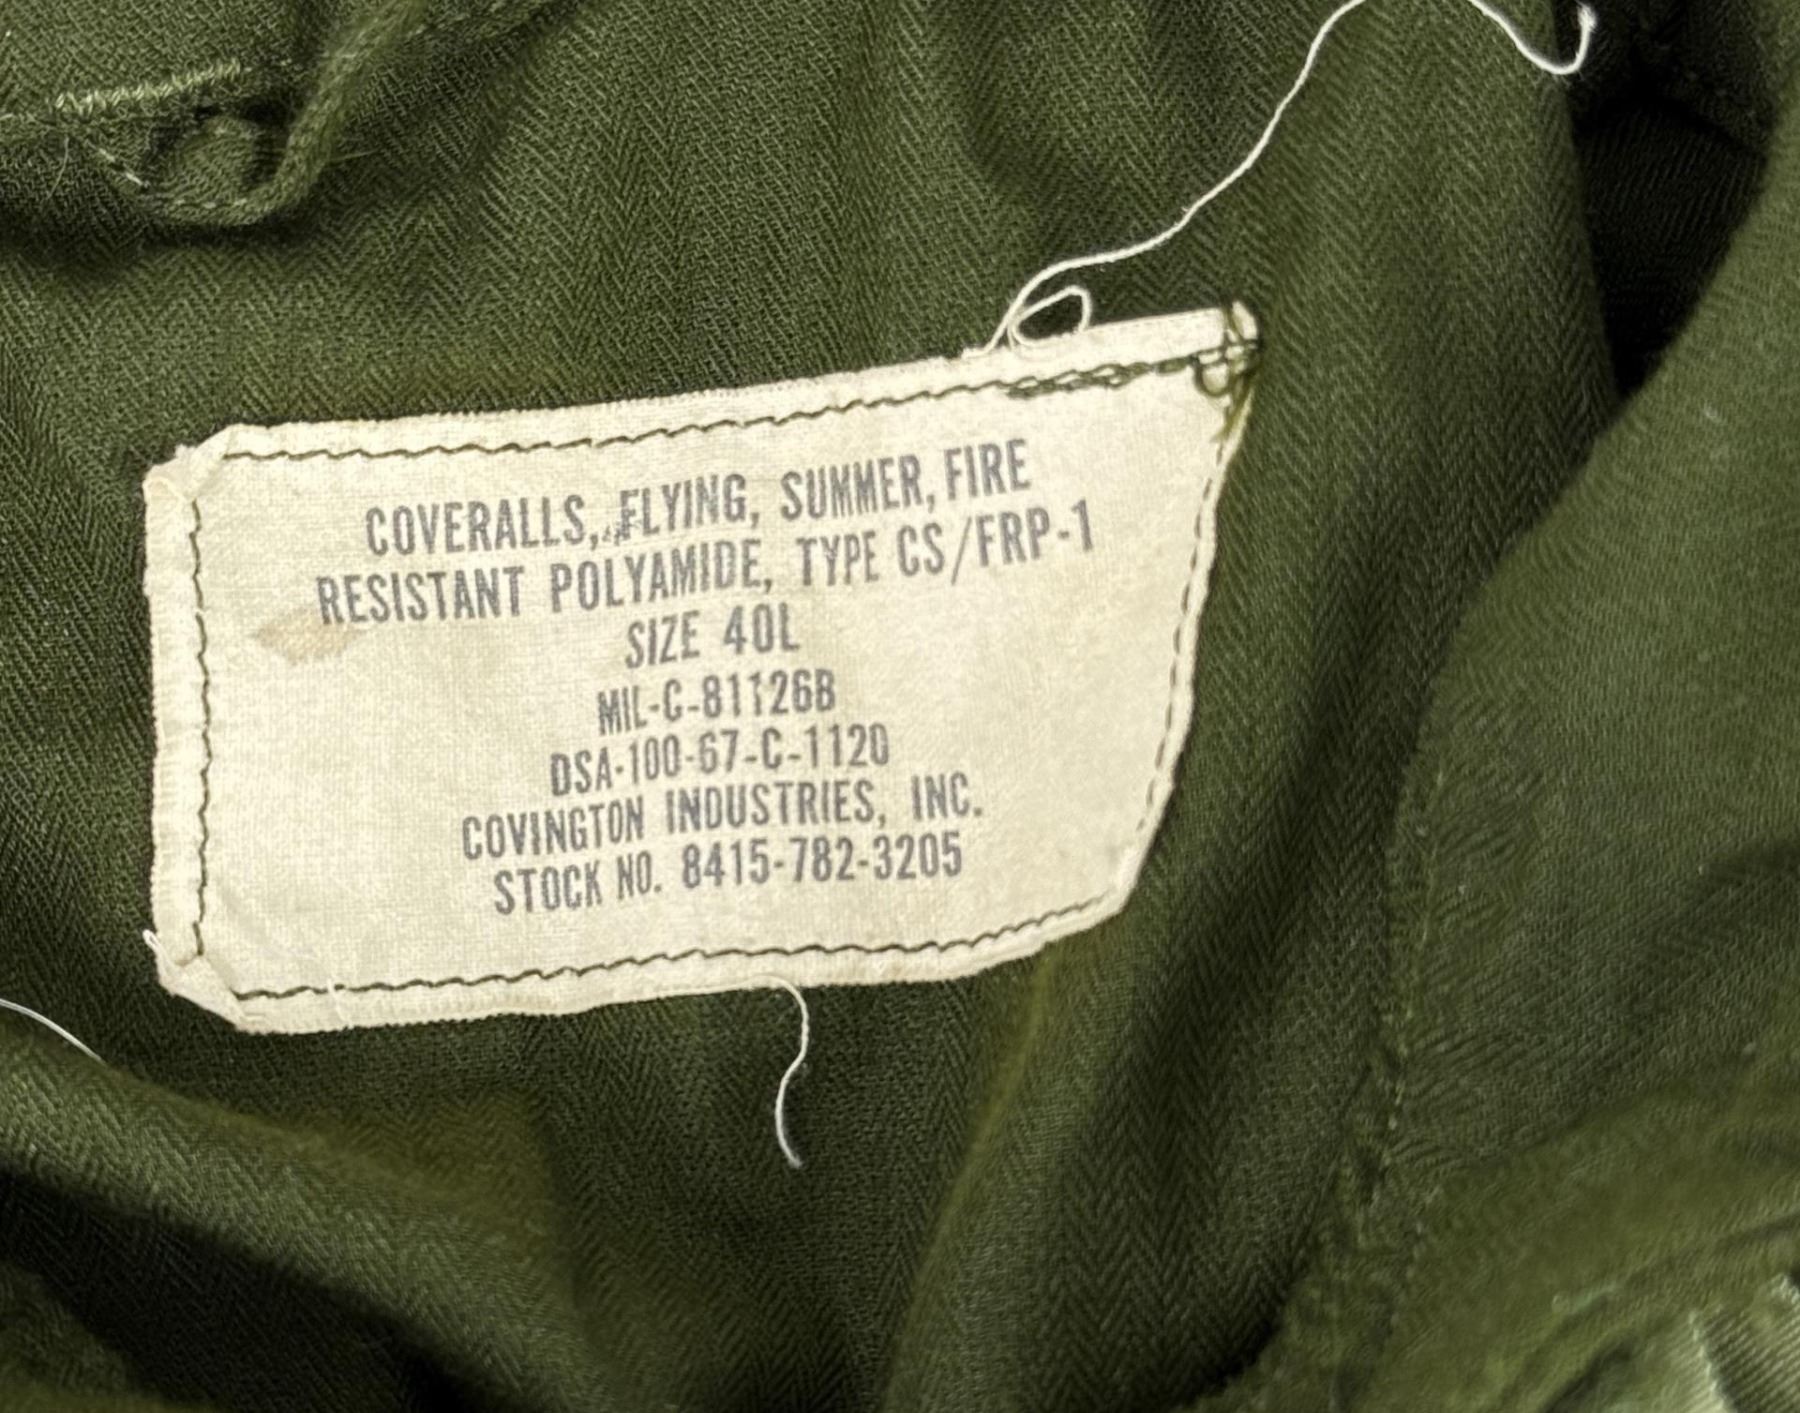 COVERALLS, FLYING, SUMMER, FIRE
RESISTANT POLYAMIDE, TYPE CS/FRP-1
SIZE 40L
MIL-C-81126B
DSA-100-67-C-1120
COVINGTON INDUSTRIES, INC.
STOCK NO. 8415-782-3205